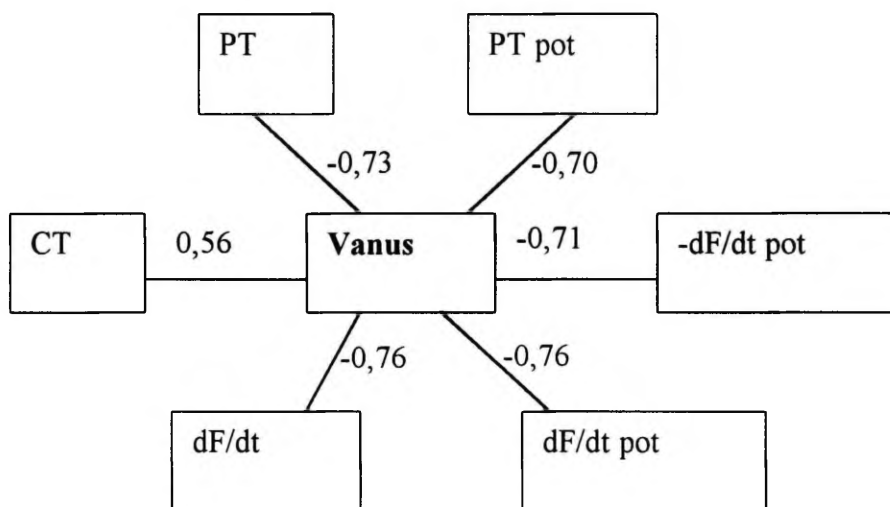 PT
PT pot
-0,73
-0,70
CT
0,56
Vanus
-0,71
-dF/dt pot
-0,76
-0,76
dF/dt
dF/dt pot